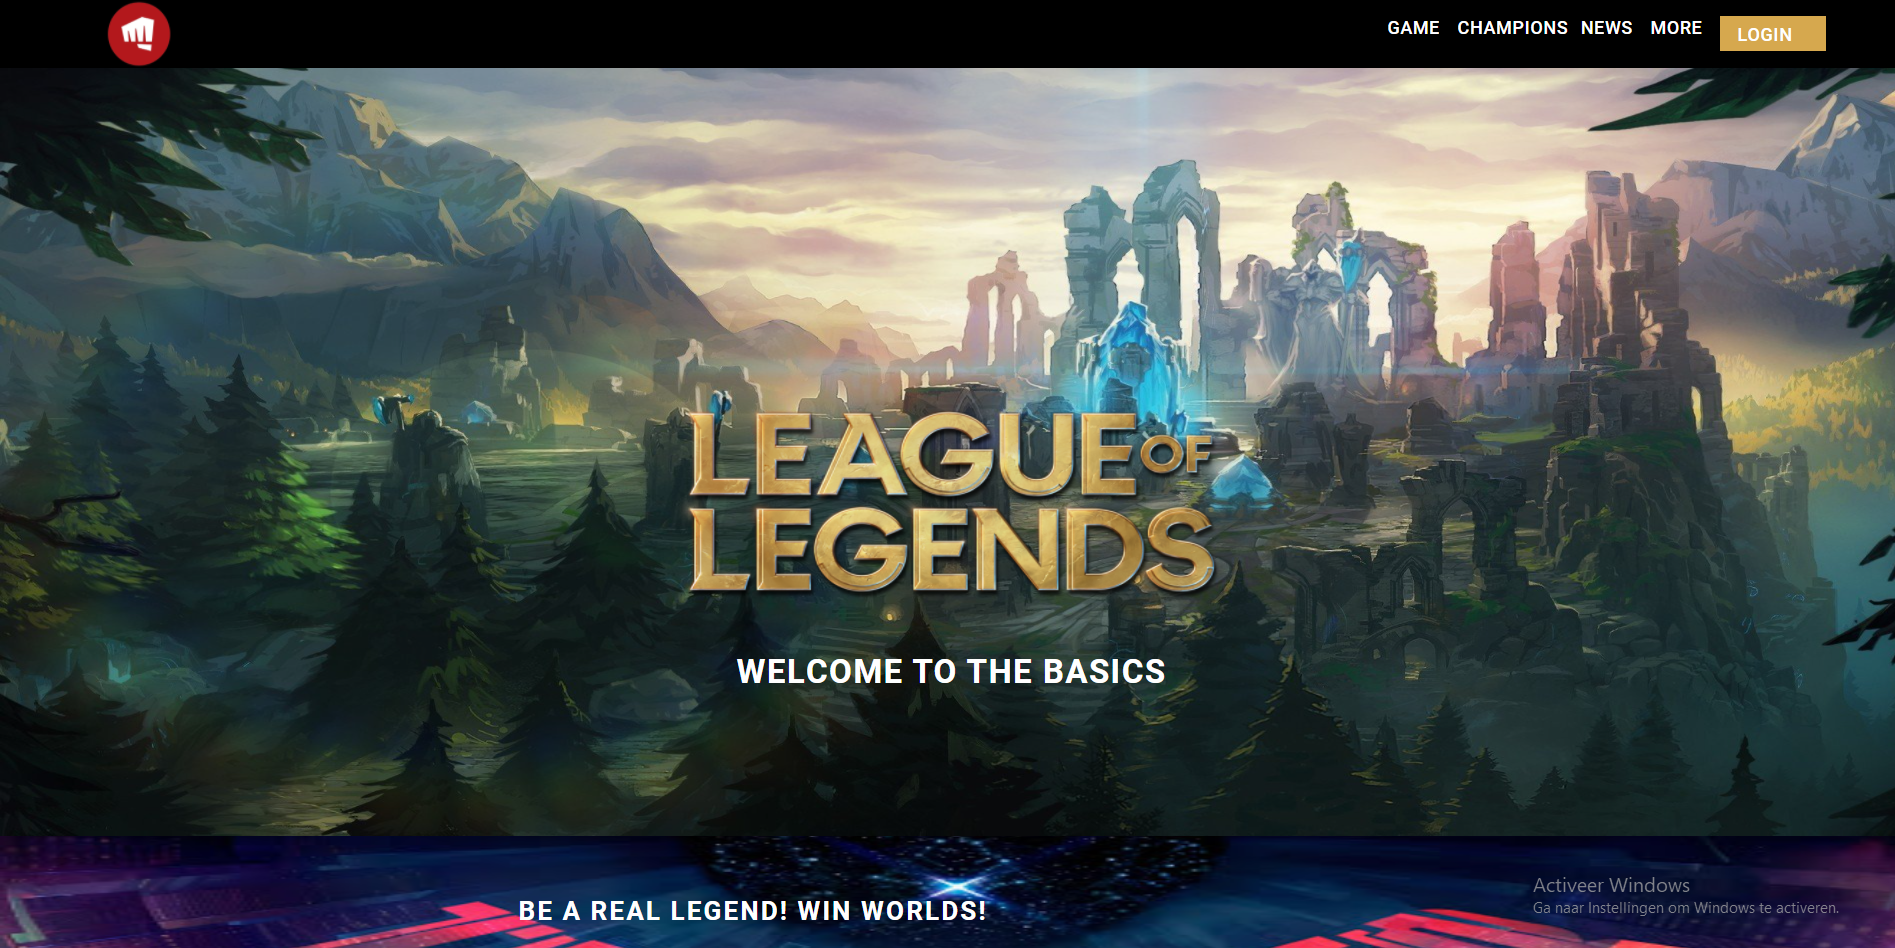 GAME CHAMPIONS NEWS MORE LOGIN
LEAGUE OF
LEGENDS
WELCOME TO THE BASICS
BE A REAL LEGEND! WIN WORLDS!
Activeer Windows
Ga naar Instellingen om Windows te activeren.